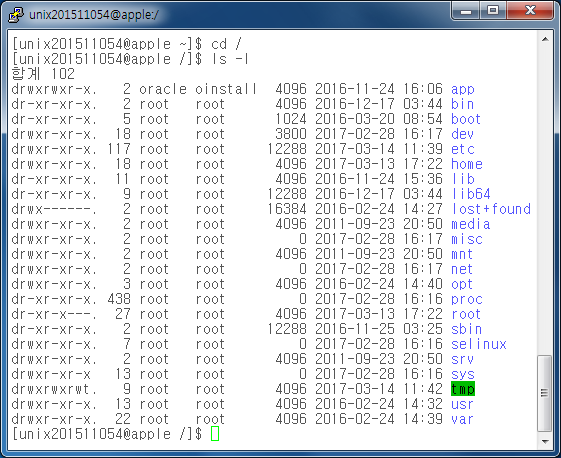 unix201511054@apple:/
[unix201511054@apple ~]$ cd /
[unix201511054@apple /]$ ls -l
합계 102
drwxrwxr-x.   2 oracle oinstall  4096 2016-11-24 16:06 app
dr-xr-xr-x.   2 root   root      4096 2016-12-17 03:44 bin
dr-xr-xr-x.   5 root   root      1024 2016-03-20 08:54 boot
drwxr-xr-x.  18 root   root      3800 2017-02-28 16:17 dev
drwxr-xr-x. 117 root   root     12288 2017-03-14 11:39 etc
drwxr-xr-x.  18 root   root      4096 2017-03-13 17:22 home
dr-xr-xr-x.  11 root   root      4096 2016-11-24 15:36 lib
dr-xr-xr-x.   9 root   root     12288 2016-12-17 03:44 lib64
drwx------.   2 root   root     16384 2016-02-24 14:27 lost+found
drwxr-xr-x.   2 root   root      4096 2011-09-23 20:50 media
drwxr-xr-x.   2 root   root         0 2017-02-28 16:17 misc
drwxr-xr-x.   2 root   root      4096 2011-09-23 20:50 mnt
drwxr-xr-x.   2 root   root         0 2017-02-28 16:17 net
drwxr-xr-x.   3 root   root      4096 2016-02-24 14:40 opt
dr-xr-xr-x. 438 root   root         0 2017-02-28 16:16 proc
dr-xr-x---.  27 root   root      4096 2017-03-13 17:22 root
dr-xr-xr-x.   2 root   root     12288 2016-11-25 03:25 sbin
drwxr-xr-x.   7 root   root         0 2017-02-28 16:16 selinux
drwxr-xr-x.   2 root   root      4096 2011-09-23 20:50 srv
drwxr-xr-x   13 root   root         0 2017-02-28 16:16 sys
drwxrwxrwt.   9 root   root      4096 2017-03-14 11:42 tmp
drwxr-xr-x.  13 root   root      4096 2016-02-24 14:32 usr
drwxr-xr-x.  22 root   root      4096 2016-02-24 14:39 var
[unix201511054@apple /]$